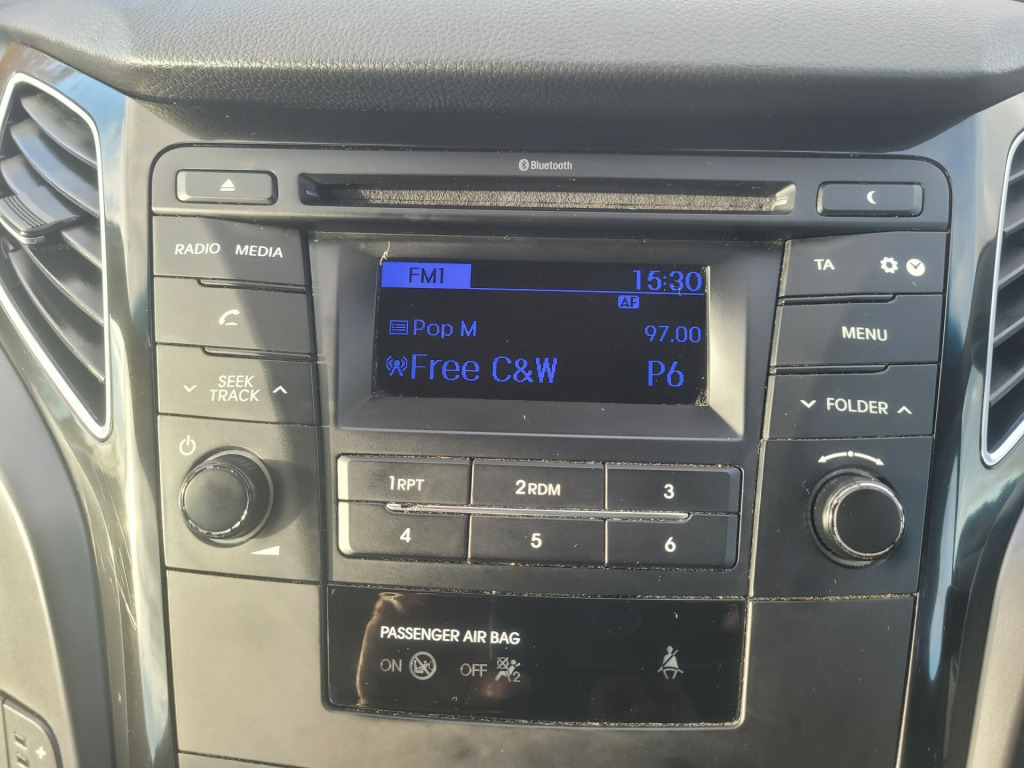 Bluetooth
RADIO MEDIA
FM1 15:30
AF
Pop M 97.00
Free C&W P6
TA
MENU
SEEK
TRACK
FOLDER
1RPT 2RDM 3
4 5 6
PASSENGER AIR BAG
ON OFF 2